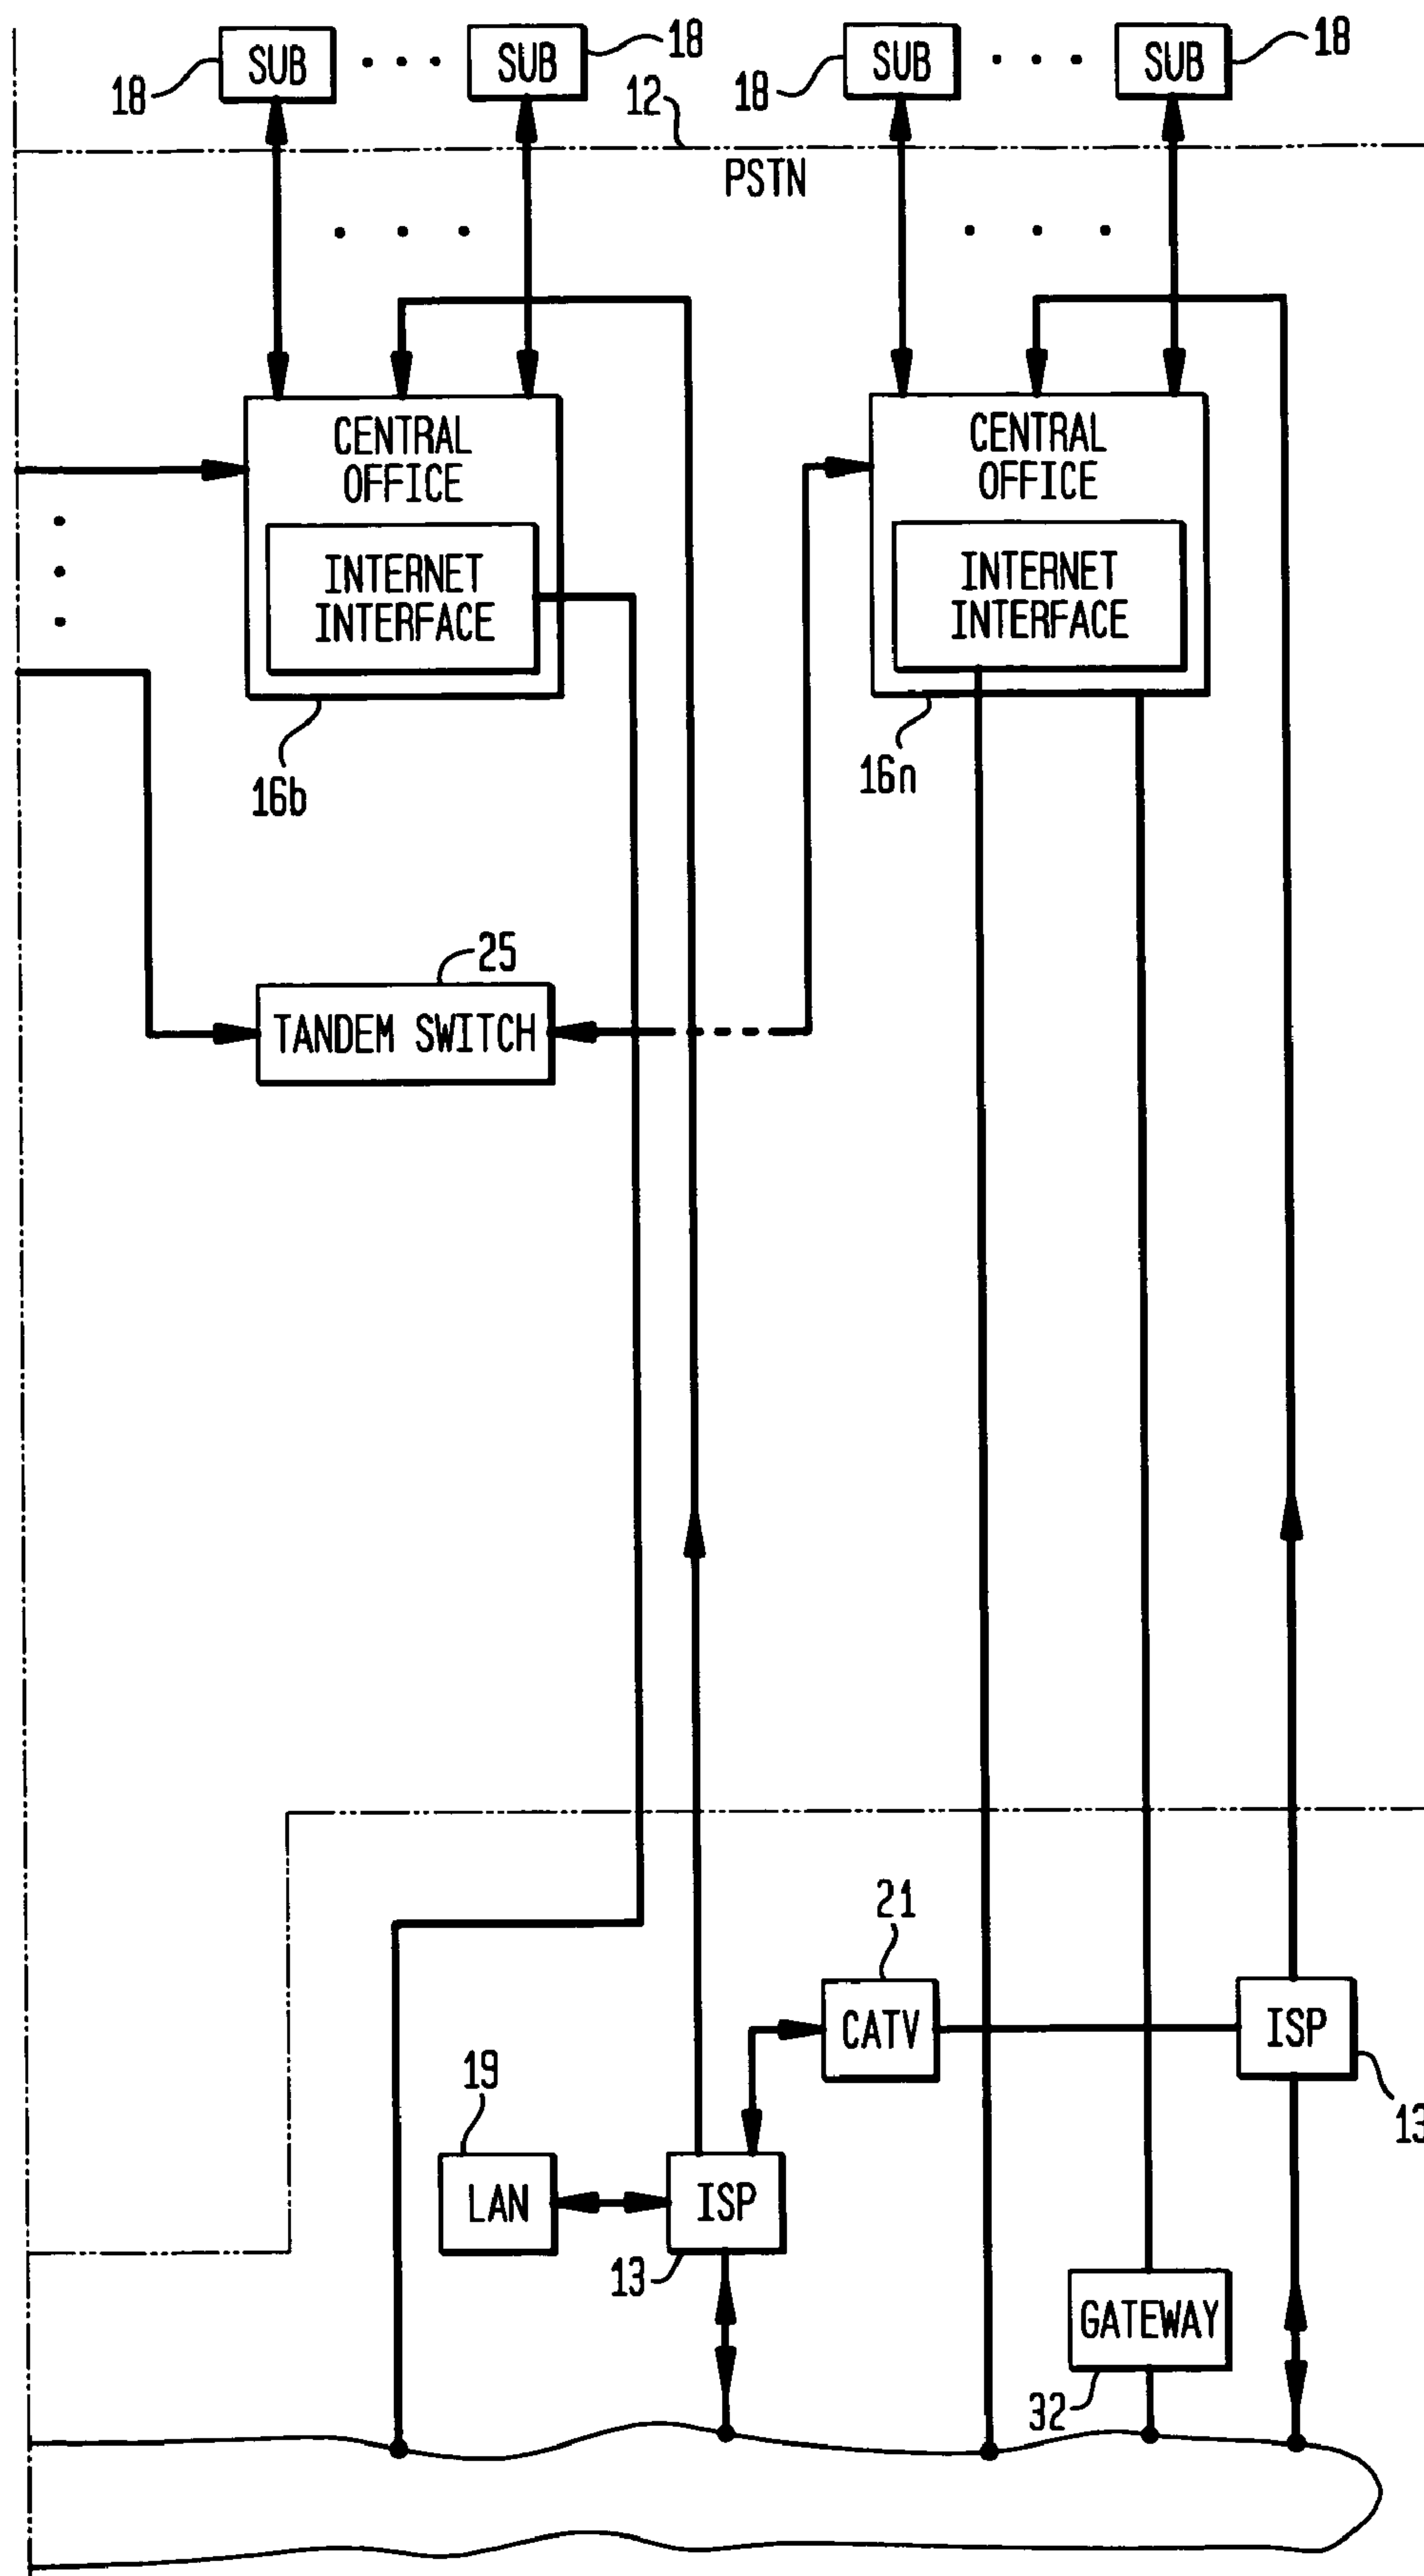 18
SUB
SUB
18
12
18
SUB
SUB
18
PSTN
CENTRAL
OFFICE
INTERNET
INTERFACE
16b
CENTRAL
OFFICE
INTERNET
INTERFACE
16n
25
TANDEM SWITCH
21
CATV
ISP
13
19
LAN
ISP
13
GATEWAY
32